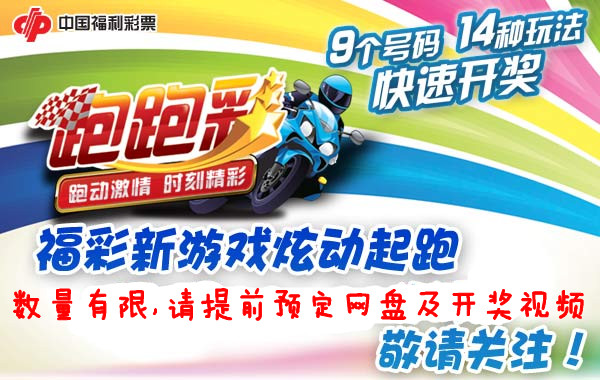 中国福利彩票
9个号码 14种玩法
快速开奖
跑跑彩
跑动激情 时刻精彩
福彩新游戏炫动起跑
数量有限,请提前预定网盘及开奖视频
敬请关注！